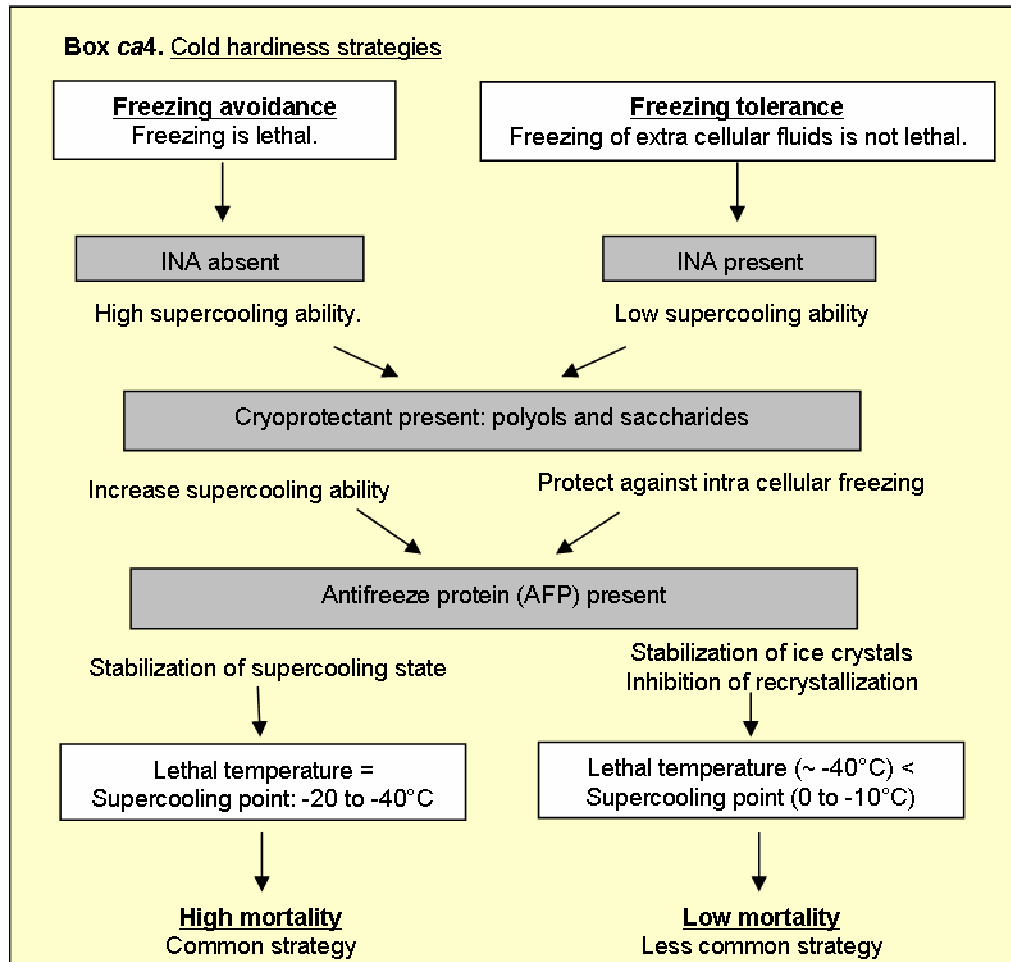 Box ca4. Cold hardiness strategies
Freezing avoidance
Freezing is lethal.
Freezing tolerance
Freezing of extra cellular fluids is not lethal.
INA absent
INA present
High supercooling ability.
Low supercooling ability
Cryoprotectant present: polyols and saccharides
Increase supercooling ability
Protect against intra cellular freezing
Antifreeze protein (AFP) present
Stabilization of supercooling state
Stabilization of ice crystals
Inhibition of recrystallization
Lethal temperature =
Supercooling point: -20 to -40°C
Lethal temperature (~ -40°C) <
Supercooling point (0 to -10°C)
High mortality
Common strategy
Low mortality
Less common strategy